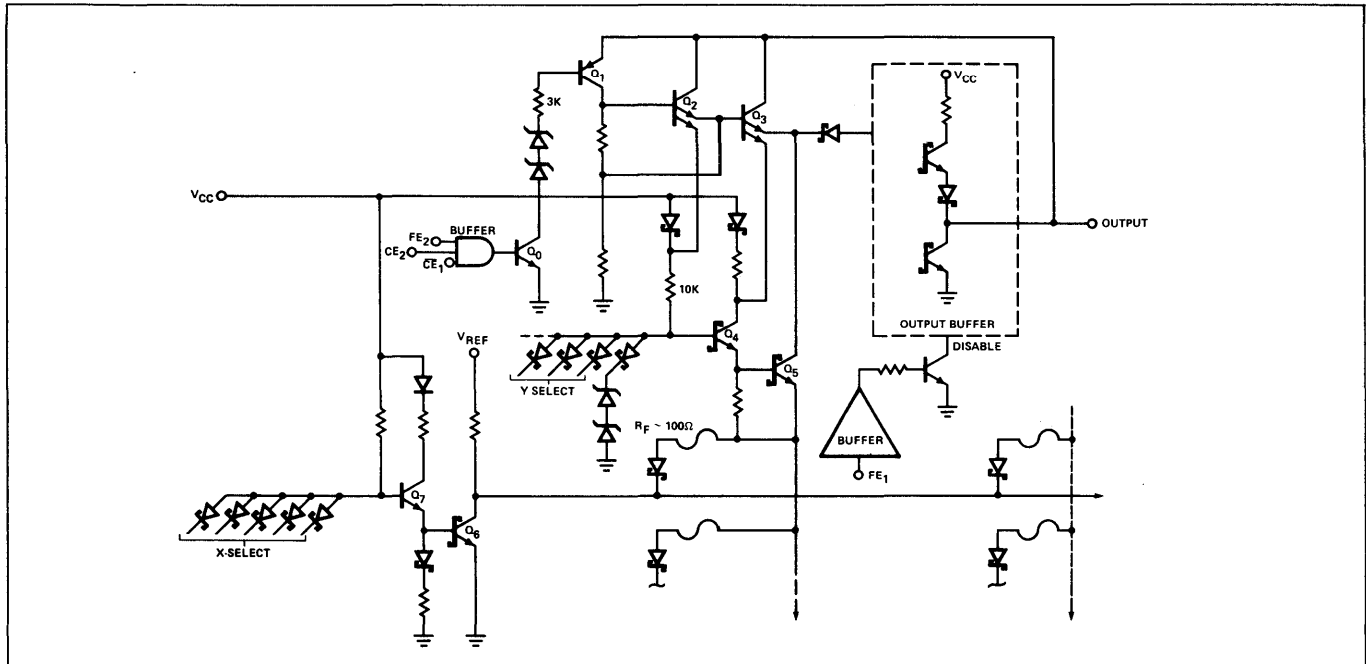 VCC
Q1
3K
Q2
Q3
VCC
BUFFER
FE2
CE2
CE1
Q0
OUTPUT
10K
VREF
Q4
OUTPUT BUFFER
DISABLE
Y SELECT
Q5
RF ~ 100Ω
BUFFER
FE1
Q7
Q6
X-SELECT